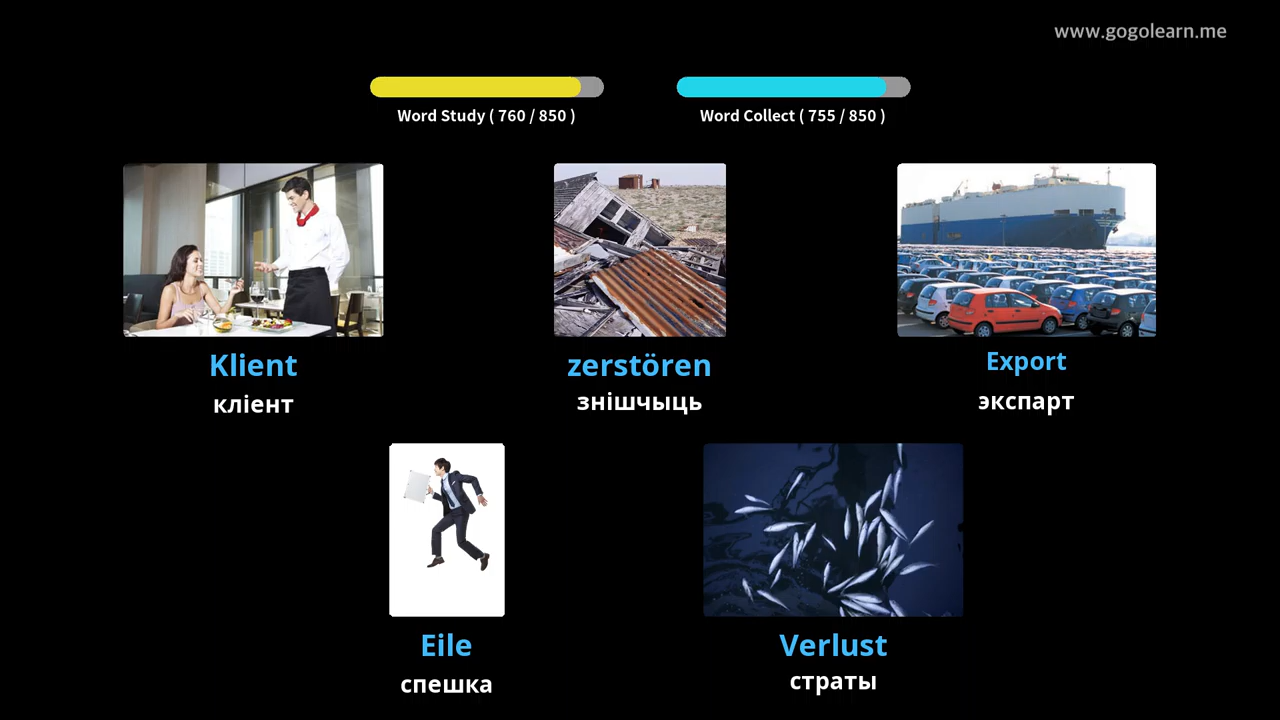 www.gogolearn.me
Word Study ( 760 / 850 )
Word Collect ( 755 / 850 )
Klient
кліент
zerstören
знішчыць
Export
экспарт
Eile
спешка
Verlust
страты